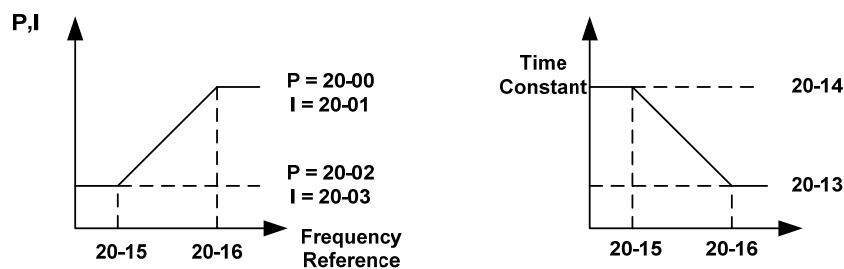 P,I
P = 20-00
I = 20-01
P = 20-02
I = 20-03
20-15
20-16
Frequency
Reference
Time
Constant
20-14
20-13
20-15
20-16